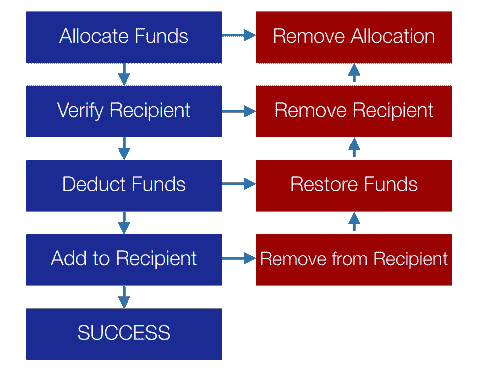 Allocate Funds
Remove Allocation
Verify Recipient
Remove Recipient
Deduct Funds
Restore Funds
Add to Recipient
Remove from Recipient
SUCCESS